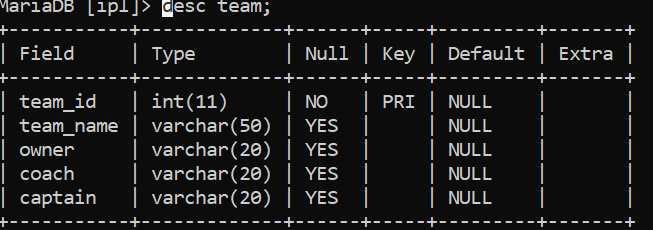 MariaDB [ipl]> desc team;
+-----------+-------------+------+-----+---------+-------+
| Field     | Type        | Null | Key | Default | Extra |
+-----------+-------------+------+-----+---------+-------+
| team_id   | int(11)     | NO   | PRI | NULL    |       |
| team_name | varchar(50) | YES  |     | NULL    |       |
| owner     | varchar(20) | YES  |     | NULL    |       |
| coach     | varchar(20) | YES  |     | NULL    |       |
| captain   | varchar(20) | YES  |     | NULL    |       |
+-----------+-------------+------+-----+---------+-------+